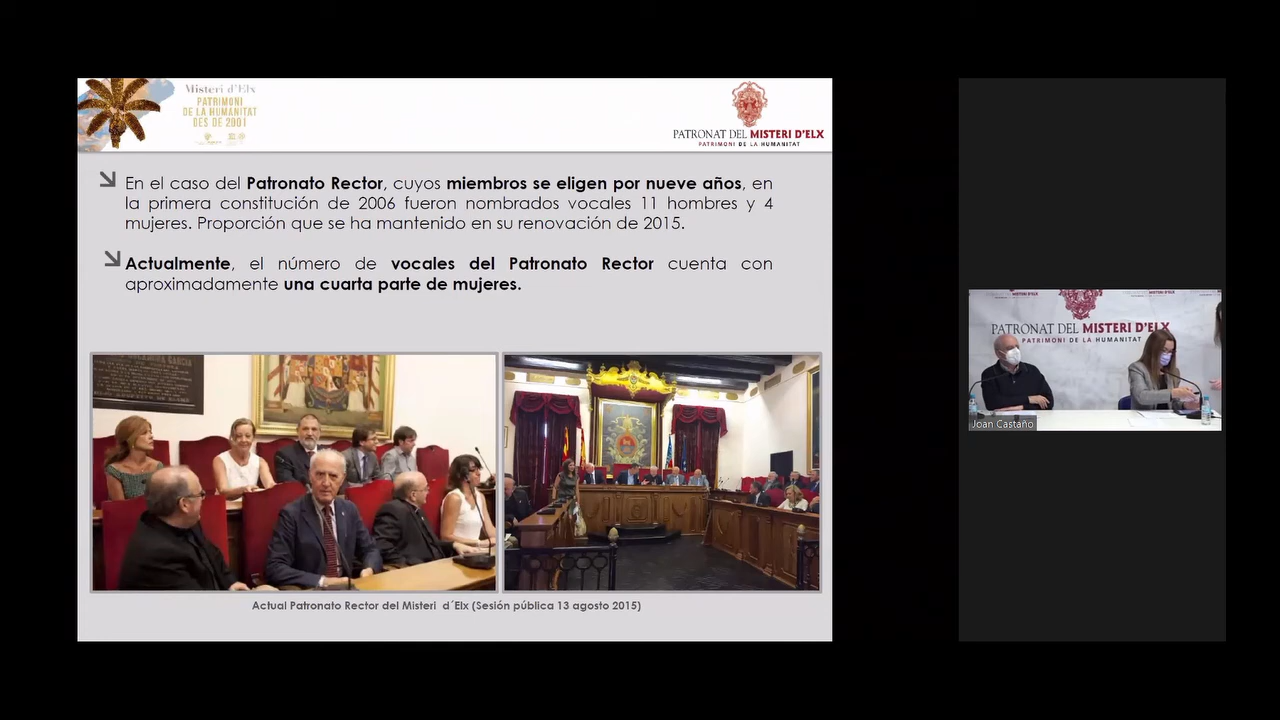 Misteri d'Elx
PATRIMONI
DE LA HUMANITAT
DES DE 2001
PATRONAT DEL MISTERI D'ELX
PATRIMONI DE LA HUMANITAT
En el caso del Patronato Rector, cuyos miembros se eligen por nueve años, en
la primera constitución de 2006 fueron nombrados vocales 11 hombres y 4
mujeres. Proporción que se ha mantenido en su renovación de 2015.
Actualmente, el número de vocales del Patronato Rector cuenta con
aproximadamente una cuarta parte de mujeres.
Actual Patronato Rector del Misteri d´Elx (Sesión pública 13 agosto 2015)
PATRONAT DEL MISTERI D'ELX
PATRIMONI DE LA HUMANITAT
Joan Castaño